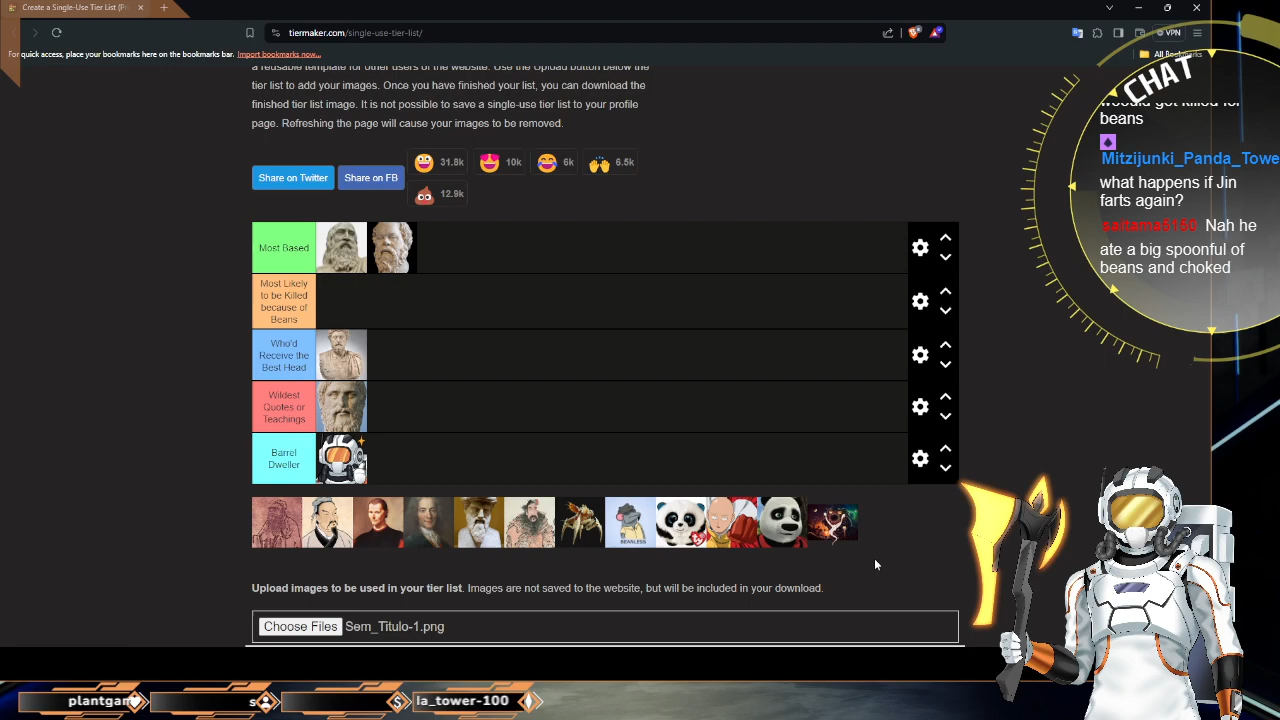 Create a Single-Use Tier List (Pr
tiermaker.com/single-use-tier-list/
VPN
For quick access, place your bookmarks here on the bookmarks bar. Import bookmarks now...
All Bookmarks
a reusable template for other users of the website. Use the Upload button below the
tier list to add your images. Once you have finished your list, you can download the
finished tier list image. It is not possible to save a single-use tier list to your profile
page. Refreshing the page will cause your images to be removed.
Share on Twitter
Share on FB
31.8k
10k
6k
6.5k
12.9k
Most Based
Most Likely
to be Killed
because of
Beans
Who'd
Receive the
Best Head
Wildest
Quotes or
Teachings
Barrel
Dweller
BEANLESS
Upload images to be used in your tier list. Images are not saved to the website, but will be included in your download.
Choose Files Sem_Titulo-1.png
CHAT
woould get killed for
beans
Mitzijunki_Panda_Towe
what happens if Jin
farts again?
saitama5150 Nah he
ate a big spoonful of
beans and choked
plantgam
s
la_tower-100